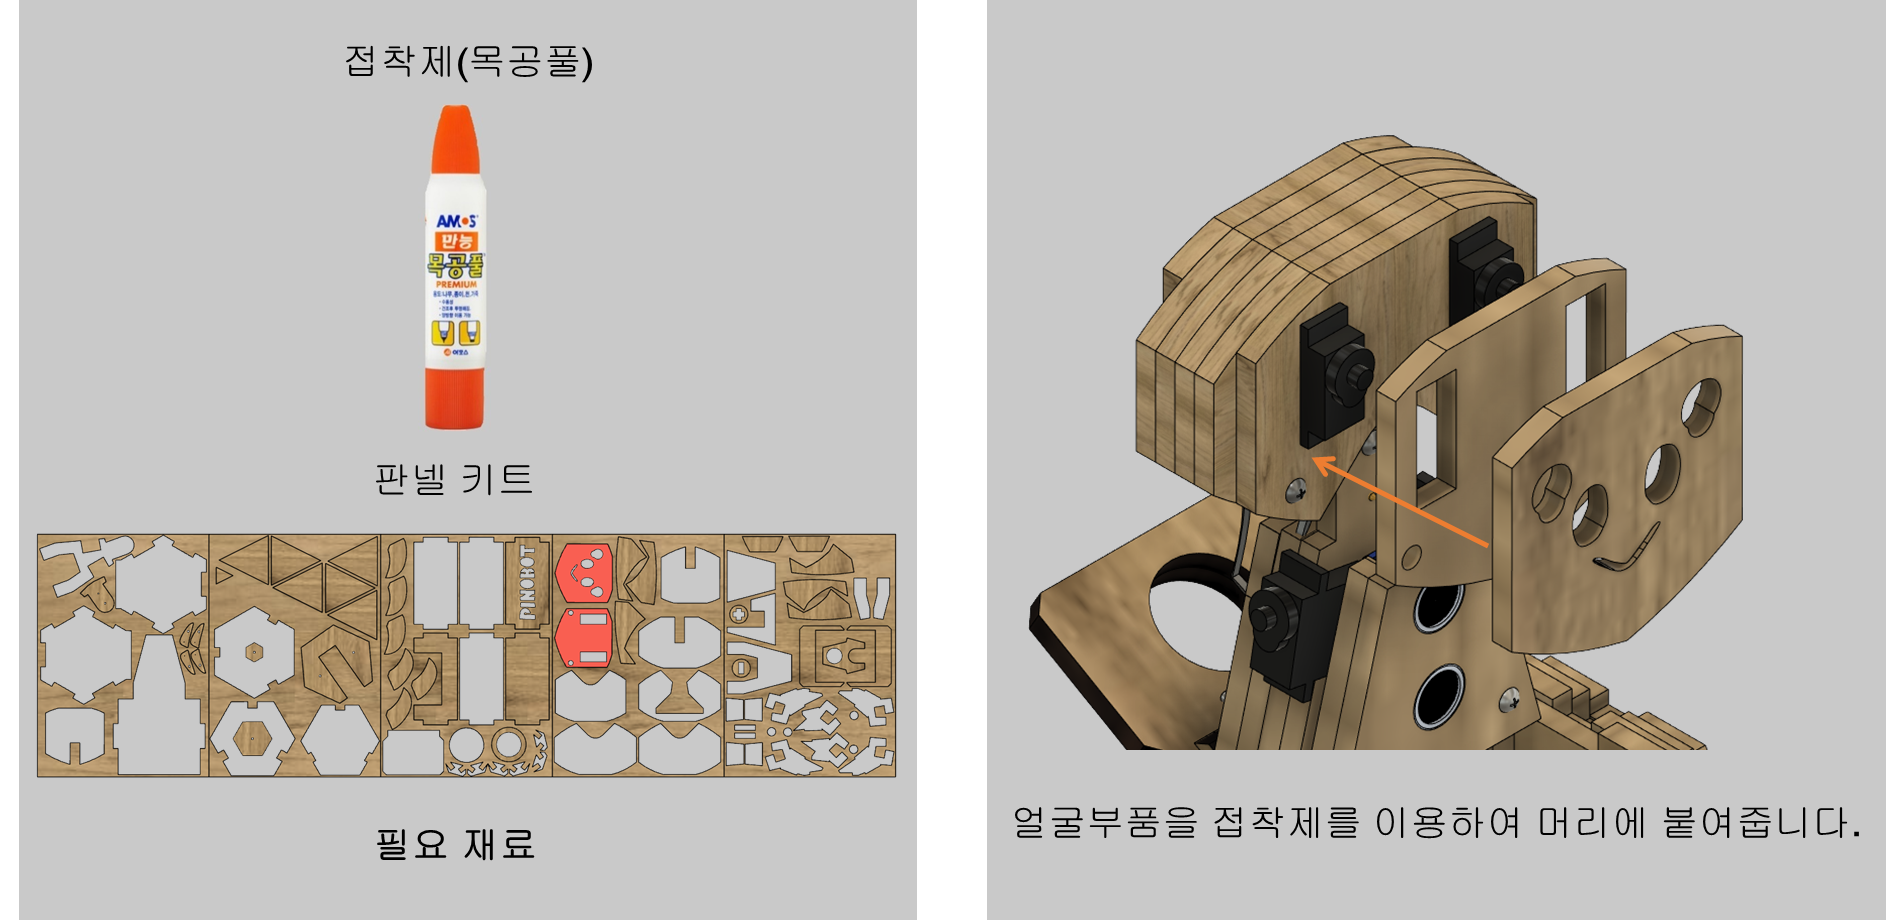 접착제(목공풀)
AMOS
만능
목공풀
PREMIUM
판넬 키트
PINOBOT
필요 재료
얼굴부품을 접착제를 이용하여 머리에 붙여줍니다.